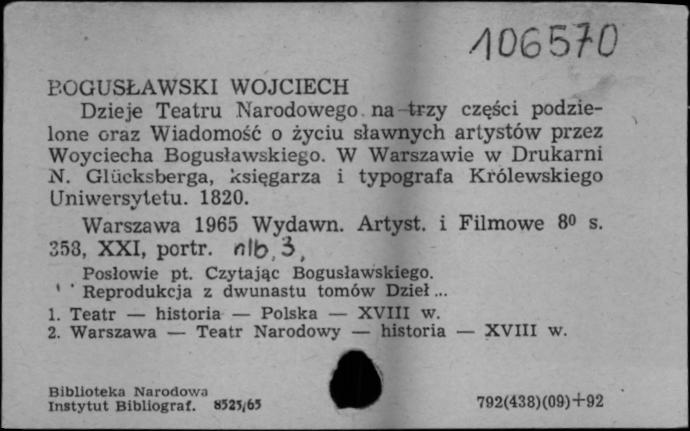 106570
BOGUSŁAWSKI WOJCIECH
Dzieje Teatru Narodowego na trzy części podzie-
lone oraz Wiadomość o życiu sławnych artystów przez
Woyciecha Bogusławskiego. W Warszawie w Drukarni
N. Glücksberga, księgarza i typografa Królewskiego
Uniwersytetu. 1820.
Warszawa 1965 Wydawn. Artyst. i Filmowe 8⁰ s.
358, XXI, portr. nlb, 3,
Posłowie pt. Czytając Bogusławskiego.
Reprodukcja z dwunastu tomów Dzieł...
1. Teatr — historia — Polska — XVIII w.
2. Warszawa — Teatr Narodowy — historia — XVIII w.
Biblioteka Narodowa
Instytut Bibliograf. 8525/65
792(438)(09)+92